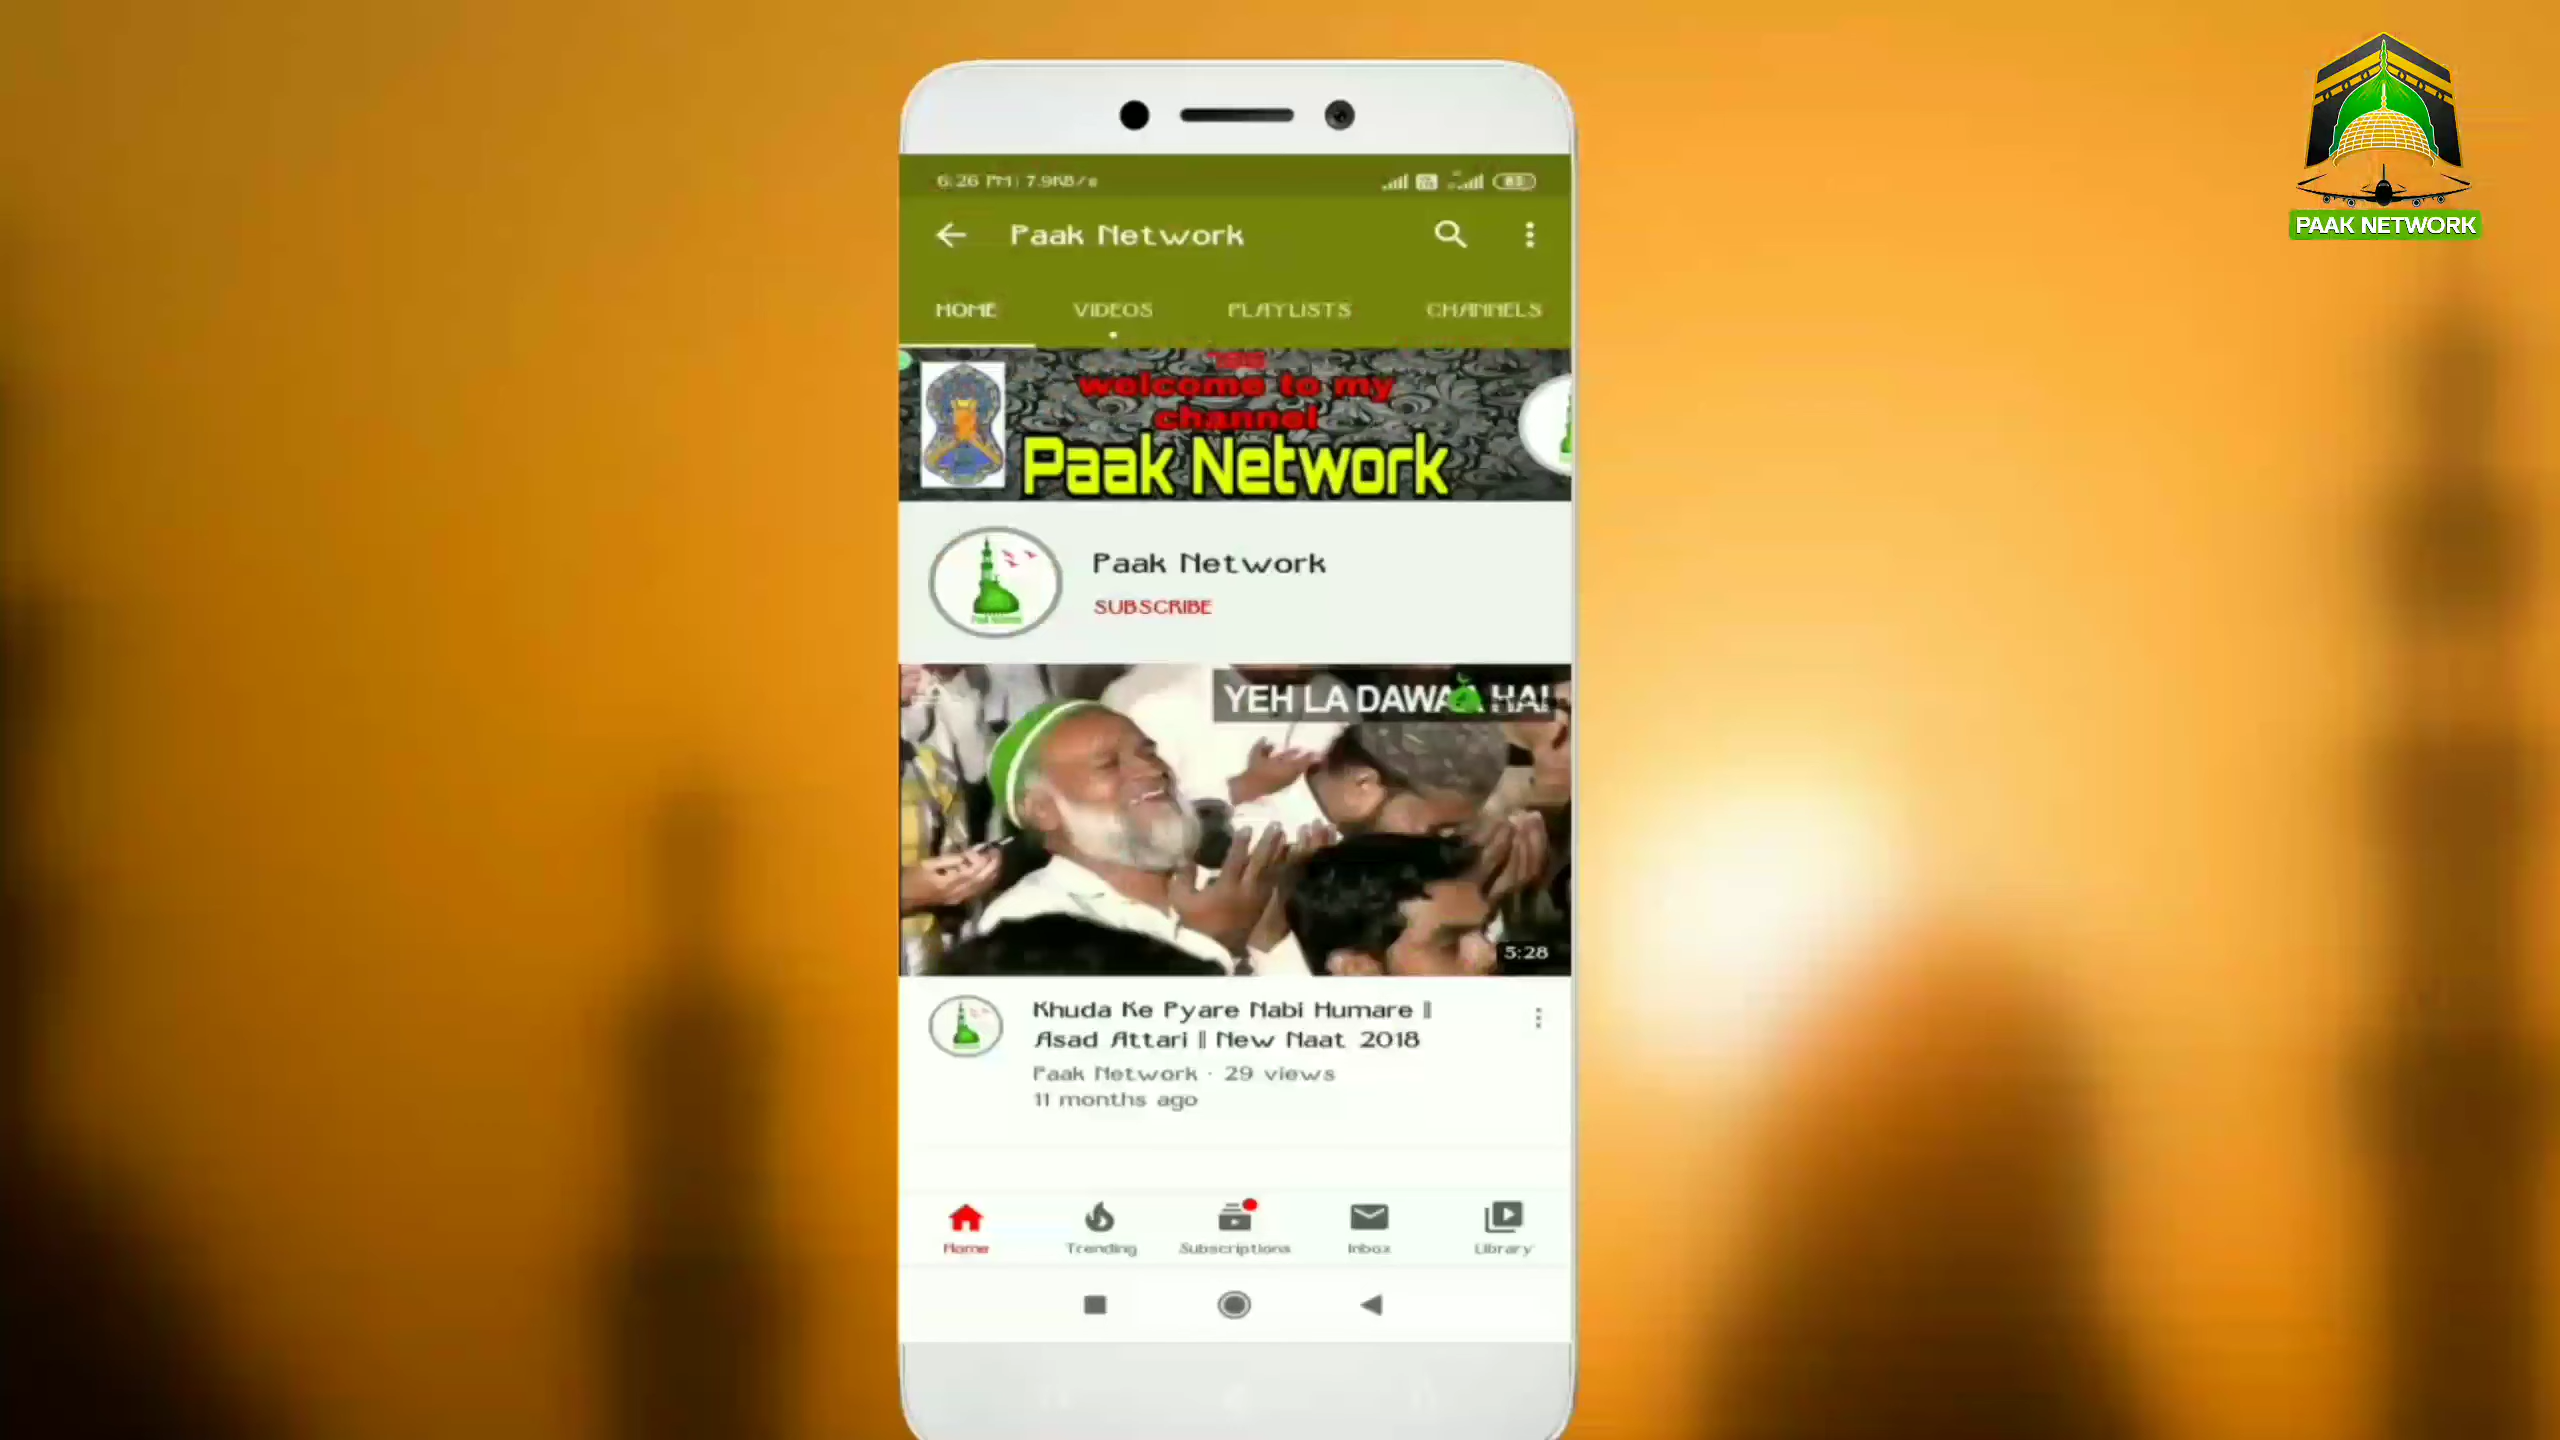 PAAK NETWORK
6:26 PM | 7.9KB/s
Paak Network
HOME VIDEOS PLAYLISTS CHANNELS
welcome to my
channel
Paak Network
Paak Network
SUBSCRIBE
YEH LA DAWAA HAI
5:28
Khuda Ke Pyare Nabi Humare ||
Asad Attari || New Naat 2018
Paak Network · 29 views
11 months ago
Home Trending Subscriptions Inbox Library